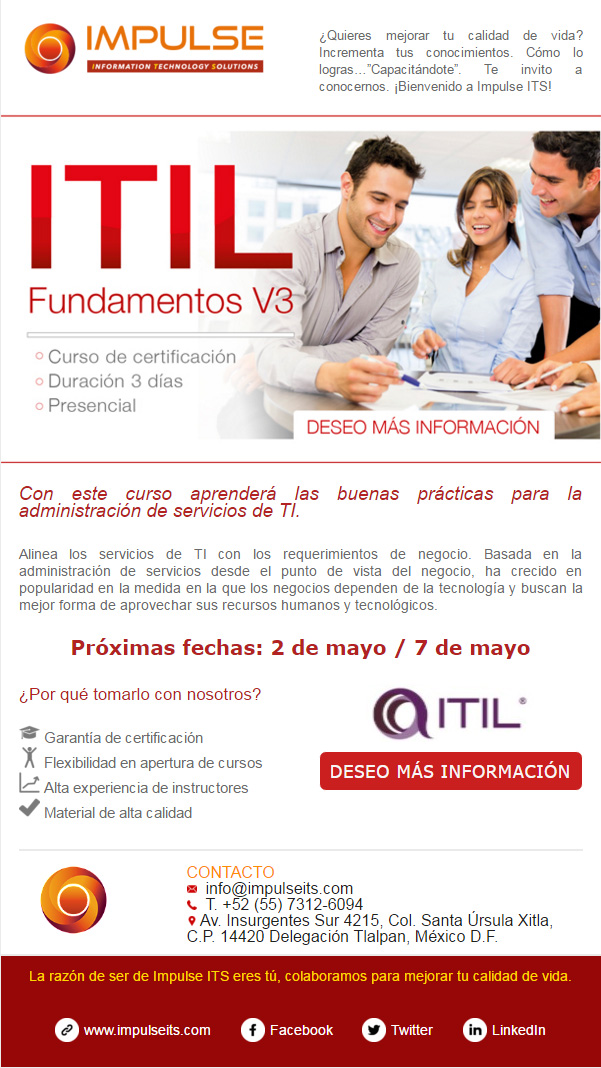 IMPULSE
INFORMATION TECHNOLOGY SOLUTIONS
¿Quieres mejorar tu calidad de vida?
Incrementa tus conocimientos. Cómo lo
logras...”Capacitándote”. Te invito a
conocernos. ¡Bienvenido a Impulse ITS!
ITIL
Fundamentos V3
Curso de certificación
Duración 3 días
Presencial
DESEO MÁS INFORMACIÓN
Con este curso aprenderá las buenas prácticas para la
administración de servicios de TI.
Alinea los servicios de TI con los requerimientos de negocio. Basada en la
administración de servicios desde el punto de vista del negocio, ha crecido en
popularidad en la medida en la que los negocios dependen de la tecnología y buscan la
mejor forma de aprovechar sus recursos humanos y tecnológicos.
Próximas fechas: 2 de mayo / 7 de mayo
¿Por qué tomarlo con nosotros?
Garantía de certificación
Flexibilidad en apertura de cursos
Alta experiencia de instructores
Material de alta calidad
ITIL®
DESEO MÁS INFORMACIÓN
CONTACTO
info@impulseits.com
T. +52 (55) 7312-6094
Av. Insurgentes Sur 4215, Col. Santa Úrsula Xitla,
C.P. 14420 Delegación Tlalpan, México D.F.
La razón de ser de Impulse ITS eres tú, colaboramos para mejorar tu calidad de vida.
www.impulseits.com Facebook Twitter LinkedIn